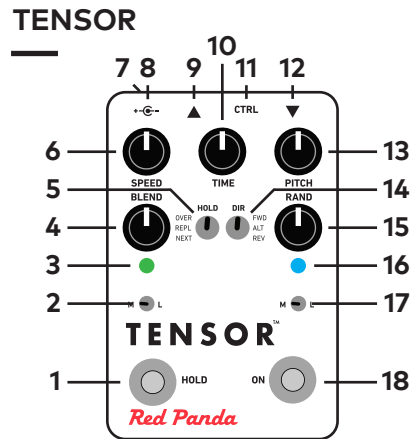 TENSOR
7 8 9 10 11 12
+ - CTRL
6 13
SPEED TIME PITCH
5 14
BLEND HOLD DIR RAND
OVER FWD
4 REPL ALT 15
NEXT REV
3 16
2 M L M L 17
TENSOR™
1 HOLD ON 18
Red Panda